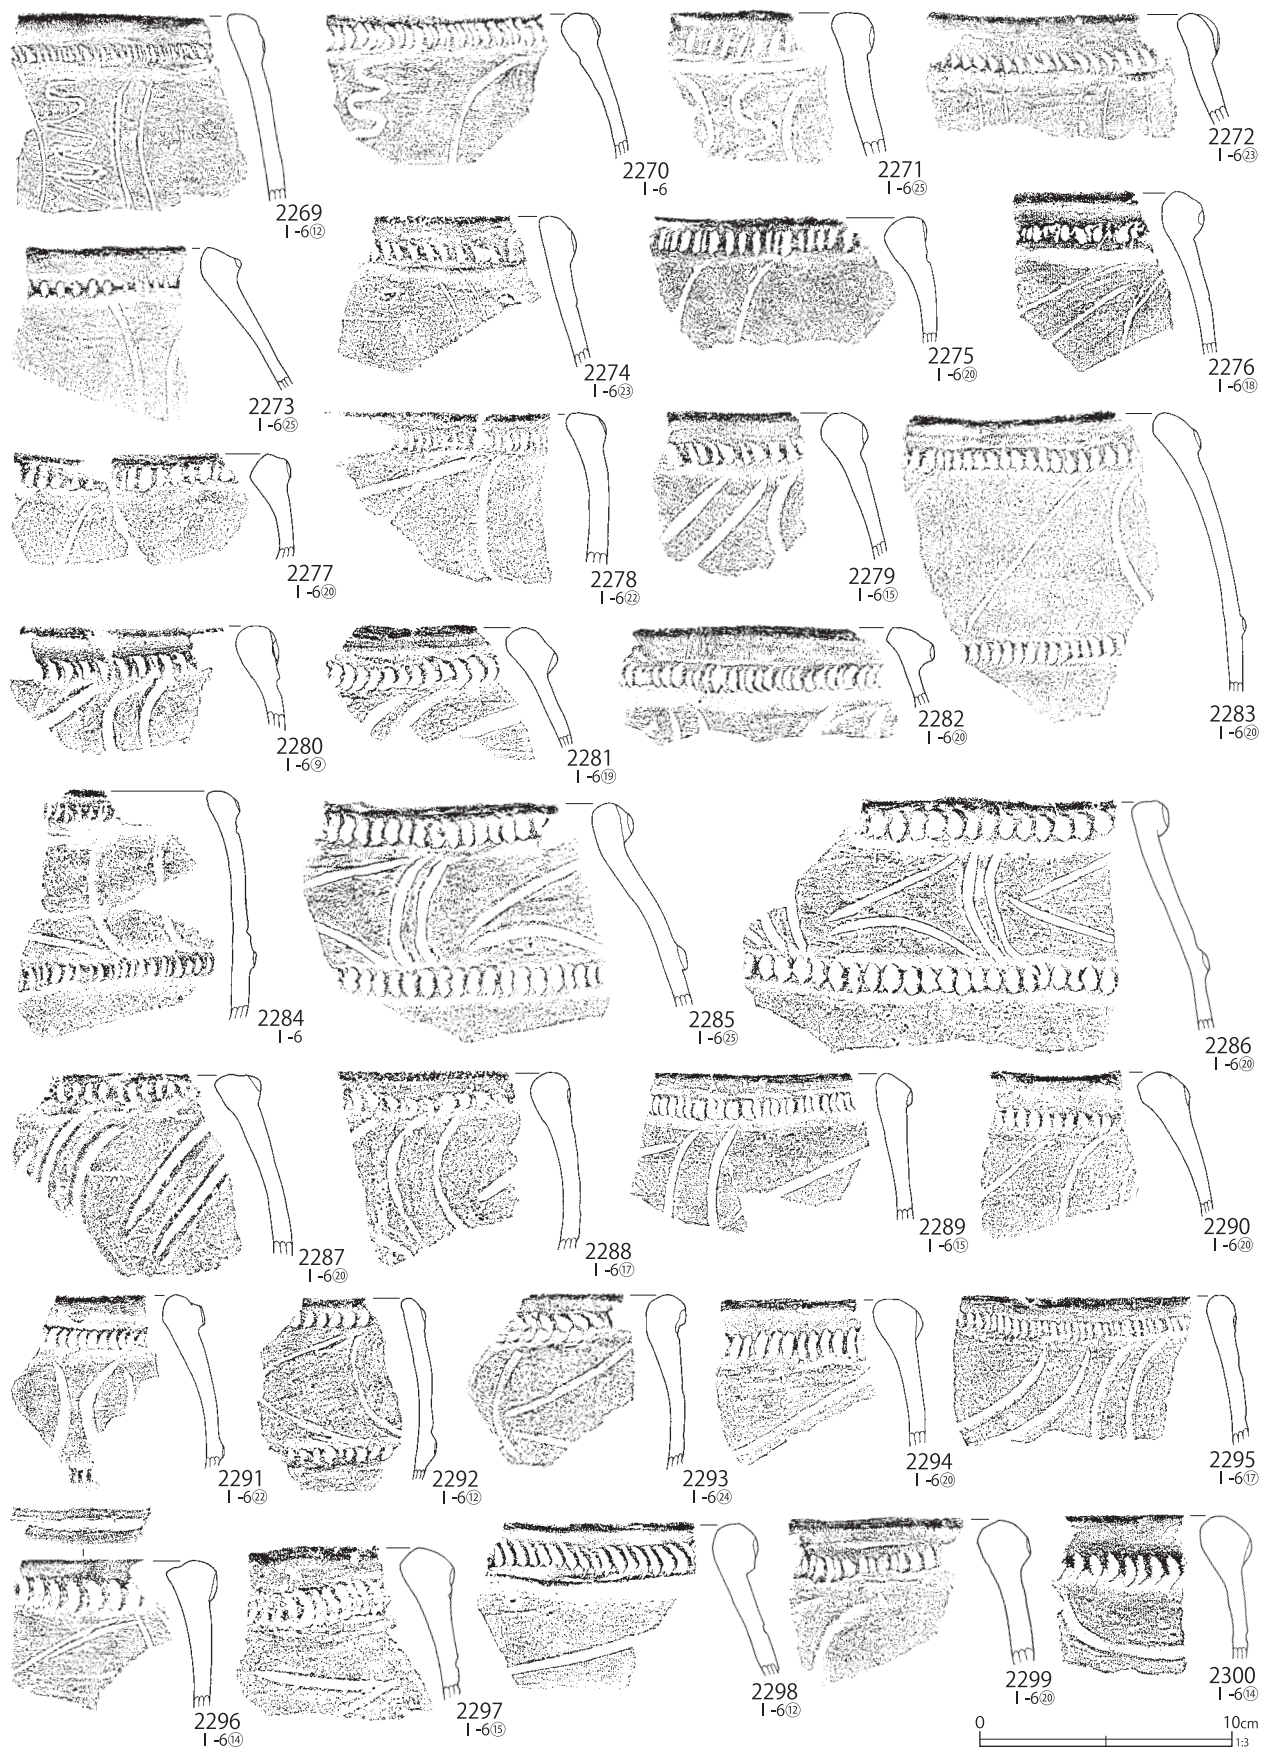 2269
I -6⑫
2270
I -6
2271
I -6㉕
2272
I -6㉓
2273
I -6㉕
2274
I -6㉓
2275
I -6⑳
2276
I -6⑱
2277
I -6⑳
2278
I -6㉒
2279
I -6⑮
2280
I -6⑨
2281
I -6⑲
2282
I -6⑳
2283
I -6⑳
2284
I -6
2285
I -6㉕
2286
I -6⑳
2287
I -6⑳
2288
I -6⑰
2289
I -6⑮
2290
I -6⑳
2291
I -6㉒
2292
I -6⑫
2293
I -6㉔
2294
I -6⑳
2295
I -6⑰
2296
I -6⑭
2297
I -6⑮
2298
I -6⑫
2299
I -6⑳
2300
I -6⑭
0 10cm
1:3